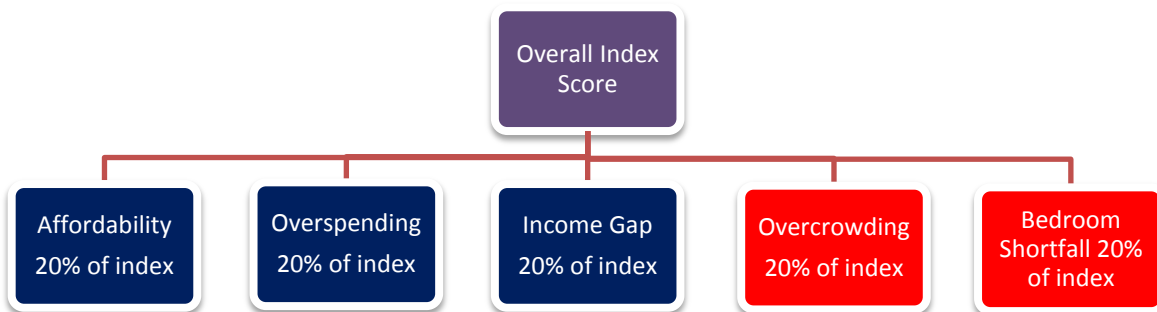 Overall Index
Score
Affordability
20% of index
Overspending
20% of index
Income Gap
20% of index
Overcrowding
20% of index
Bedroom
Shortfall 20%
of index